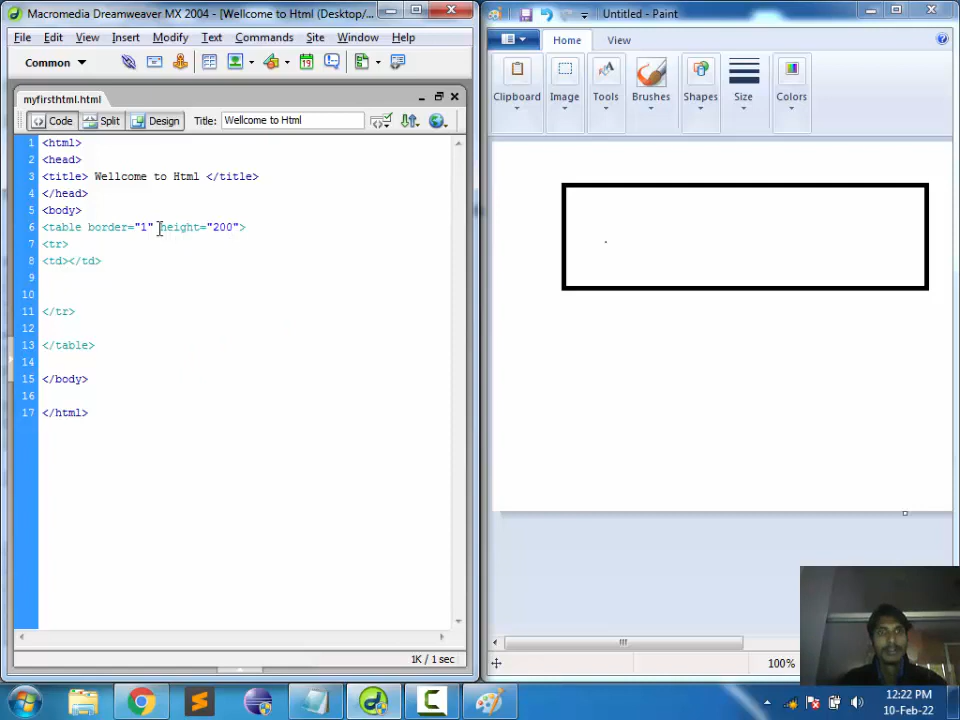 Macromedia Dreamweaver MX 2004 - [Wellcome to Html (Desktop/...
File Edit View Insert Modify Text Commands Site Window Help
Common
myfirsthtml.html
Code Split Design Title: Wellcome to Html
1 <html>
2 <head>
3 <title> Wellcome to Html </title>
4 </head>
5 <body>
6 <table border="1" height="200">
7 <tr>
8 <td></td>
9
10
11 </tr>
12
13 </table>
14
15 </body>
16
17 </html>
1K / 1 sec
Untitled - Paint
Home View
Clipboard Image Tools Brushes Shapes Size Colors
100%
12:22 PM
10-Feb-22